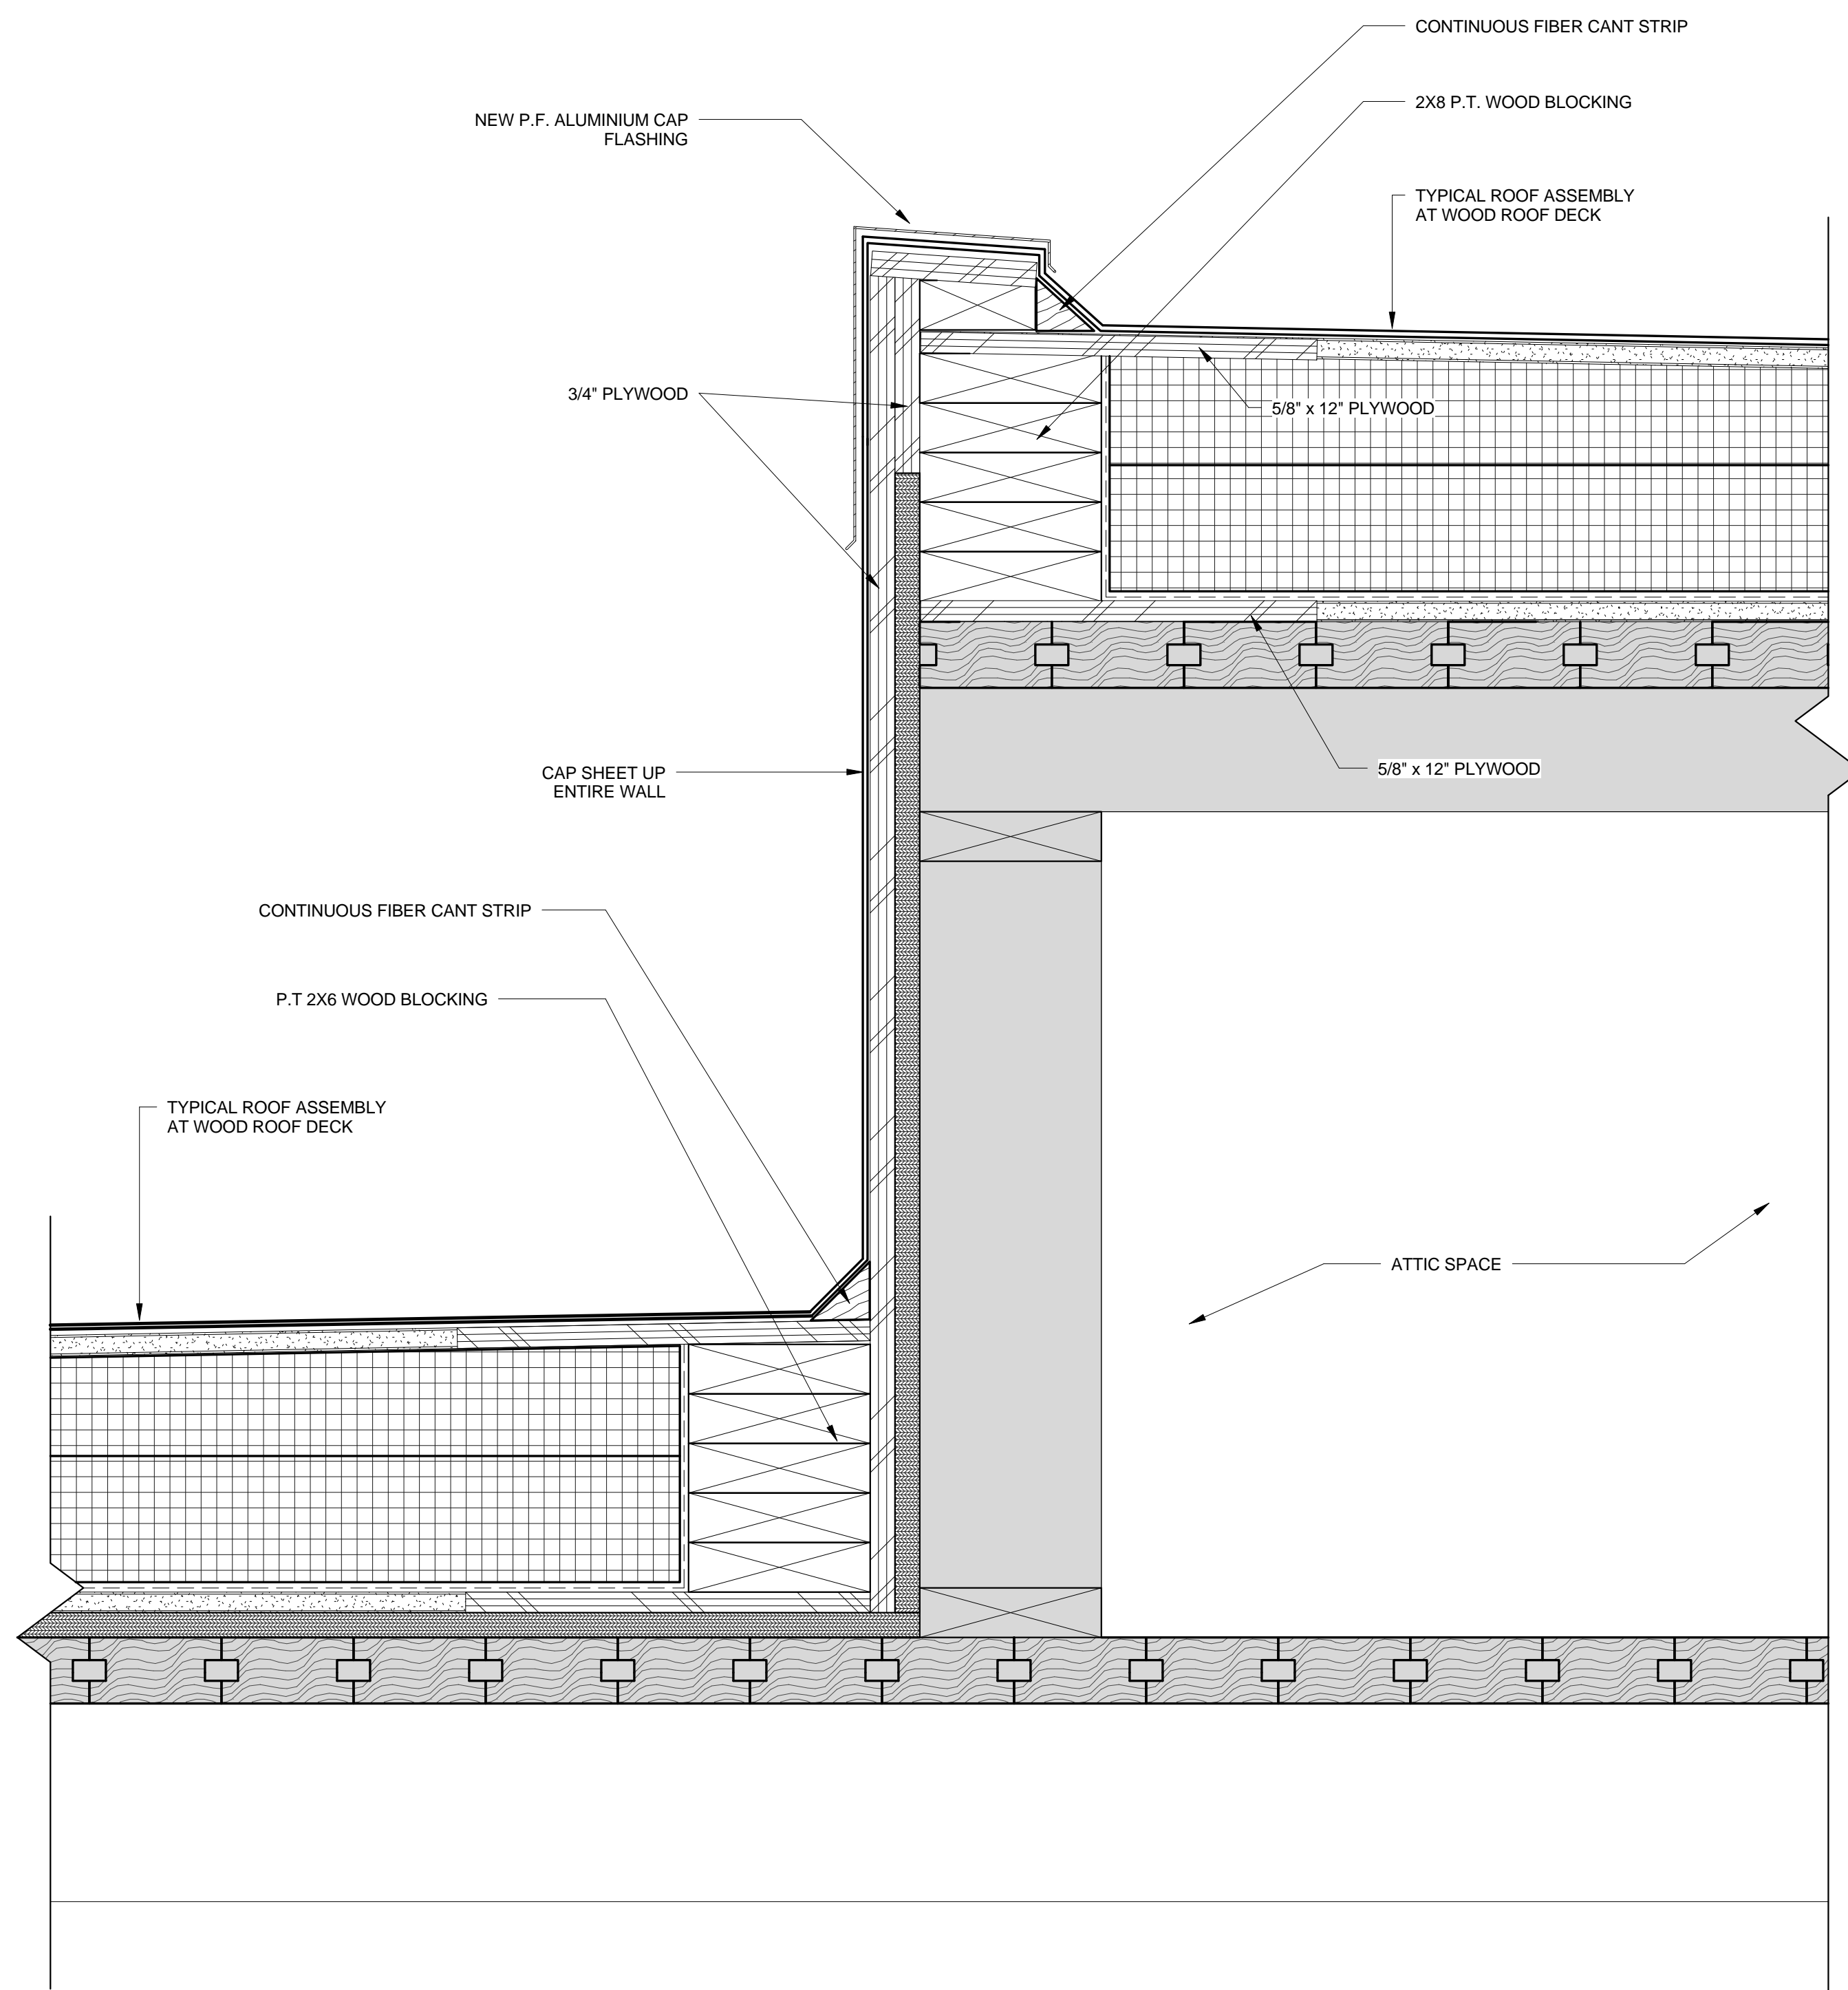 CONTINUOUS FIBER CANT STRIP
2X8 P.T. WOOD BLOCKING
NEW P.F. ALUMINIUM CAP
FLASHING
TYPICAL ROOF ASSEMBLY
AT WOOD ROOF DECK
3/4" PLYWOOD
5/8" x 12" PLYWOOD
5/8" x 12" PLYWOOD
CAP SHEET UP
ENTIRE WALL
CONTINUOUS FIBER CANT STRIP
P.T 2X6 WOOD BLOCKING
TYPICAL ROOF ASSEMBLY
AT WOOD ROOF DECK
ATTIC SPACE